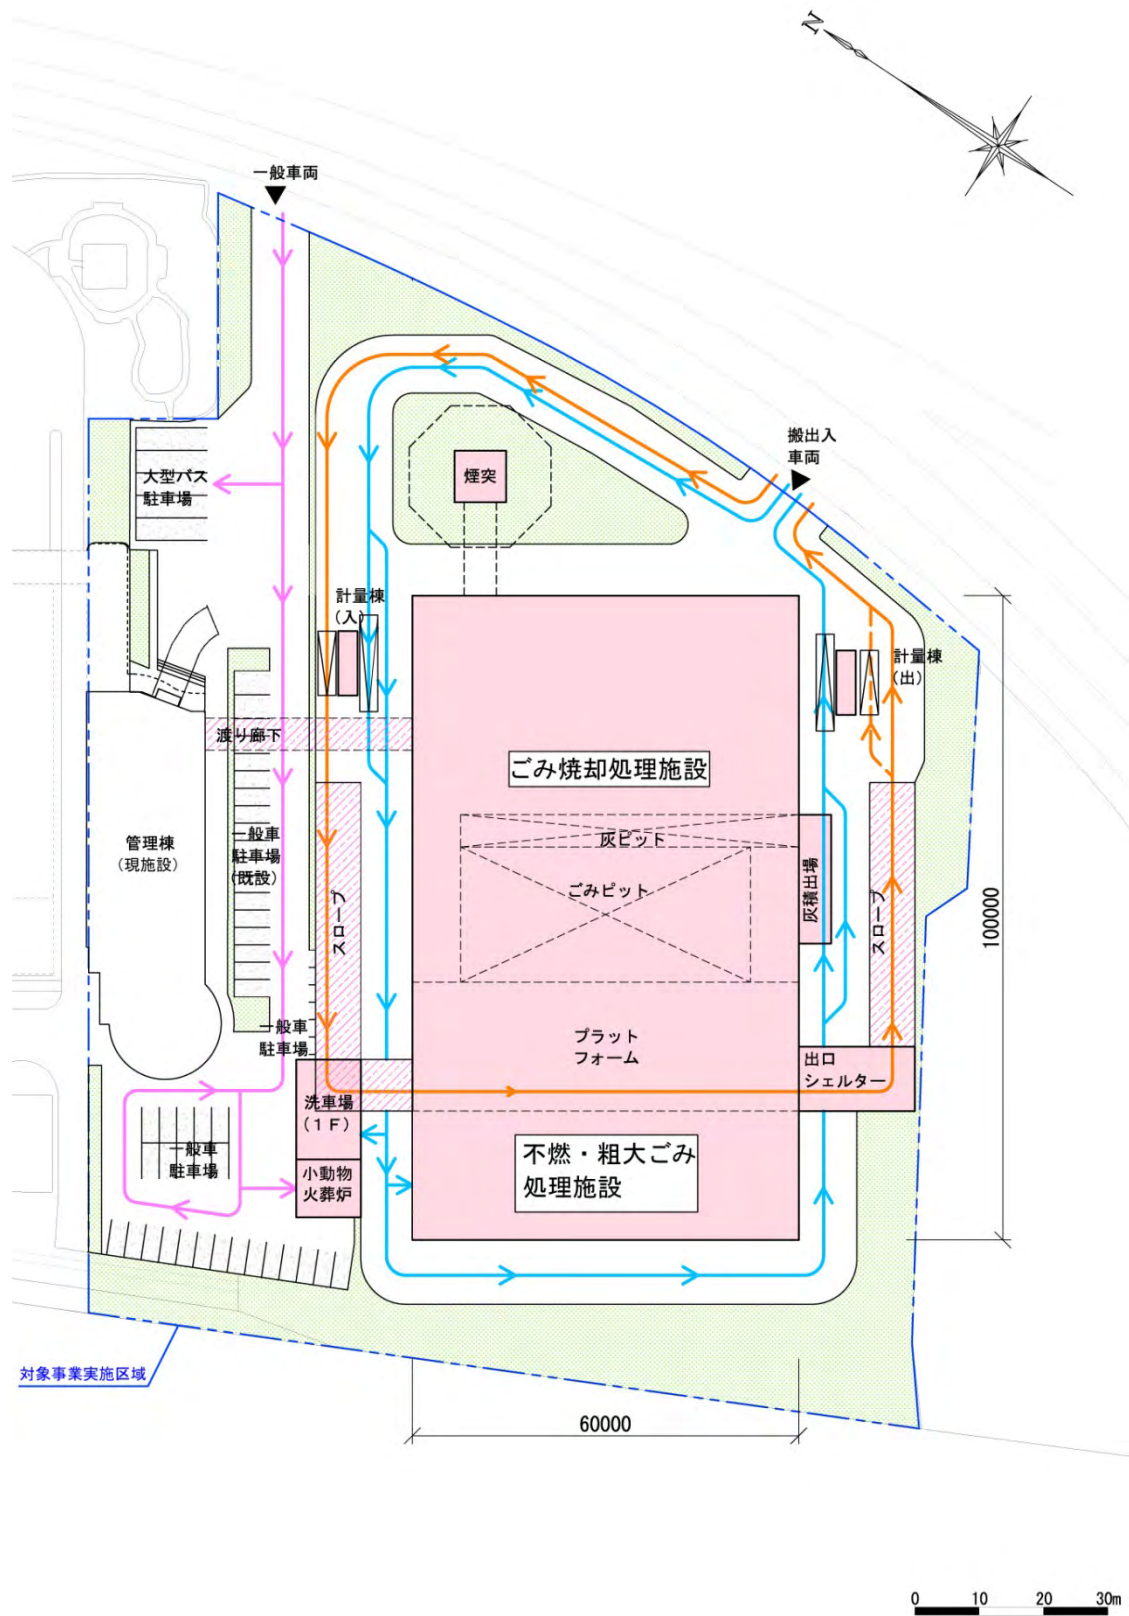 N
一般車両
搬出入
車両
大型バス
駐車場
煙突
計量棟
(入)
計量棟
(出)
渡り廊下
ごみ焼却処理施設
管理棟
(現施設)
一般車
駐車場
(既設)
灰ピット
ごみピット
灰積出場
スロープ
スロープ
100000
一般車
駐車場
プラット
フォーム
出口
シェルター
洗車場
(1F)
一般車
駐車場
小動物
火葬炉
不燃・粗大ごみ
処理施設
対象事業実施区域
60000
0 10 20 30m